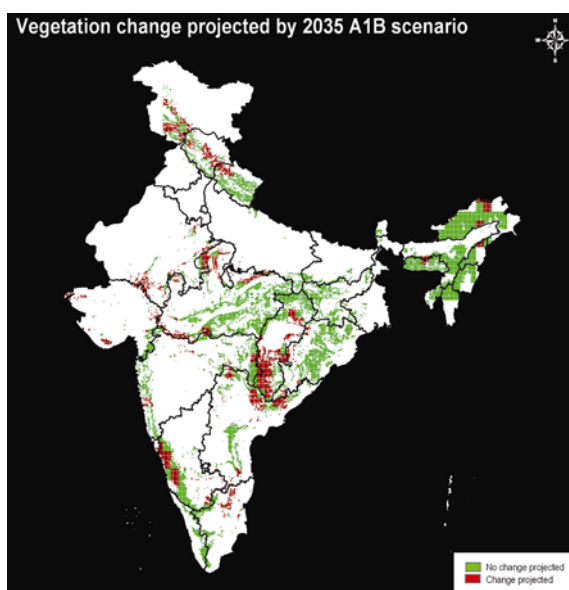 Vegetation change projected by 2035 A1B scenario
N
W
E
S
No change projected
Change projected